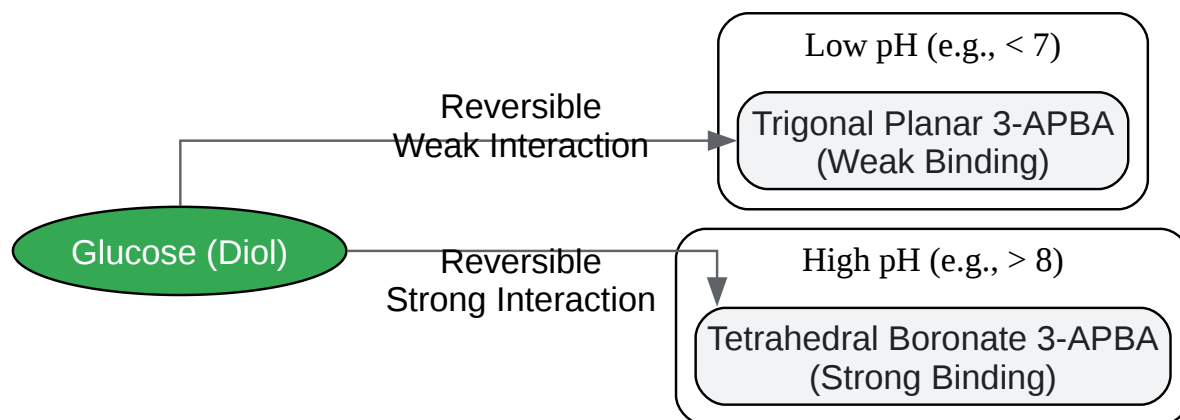 Low pH (e.g., < 7)
Reversible
Weak Interaction
Trigonal Planar 3-APBA
(Weak Binding)
Glucose (Diol)
Reversible
Strong Interaction
High pH (e.g., > 8)
Tetrahedral Boronate 3-APBA
(Strong Binding)